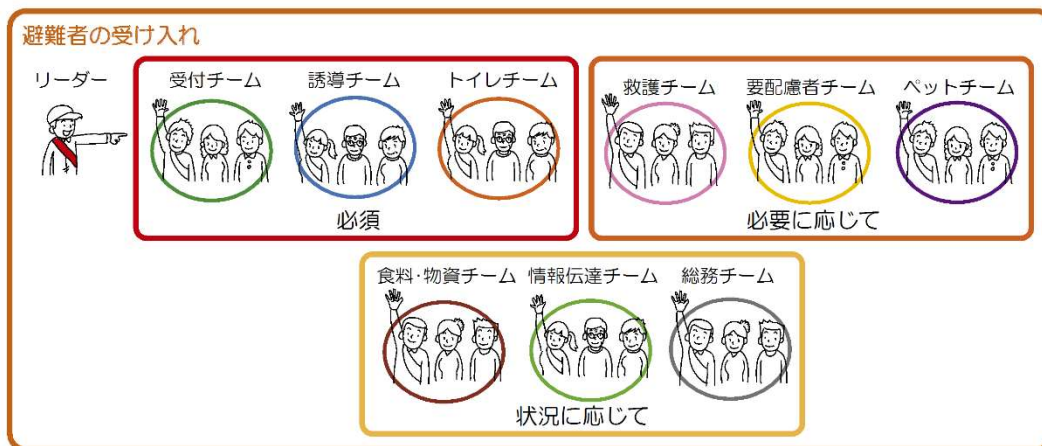 避難者の受け入れ
リーダー
受付チーム
誘導チーム
トイレチーム
必須
救護チーム
要配慮者チーム
ペットチーム
必要に応じて
食料・物資チーム
情報伝達チーム
総務チーム
状況に応じて